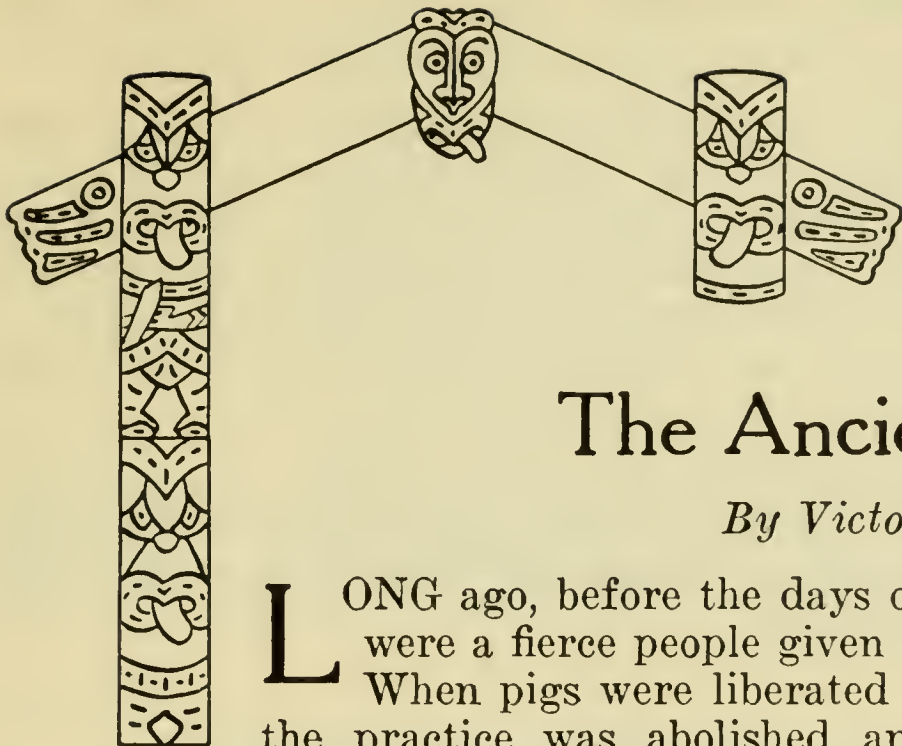 The Ancie
By Victo
LONG ago, before the days o
were a fierce people given
When pigs were liberated
the practice was abolished an